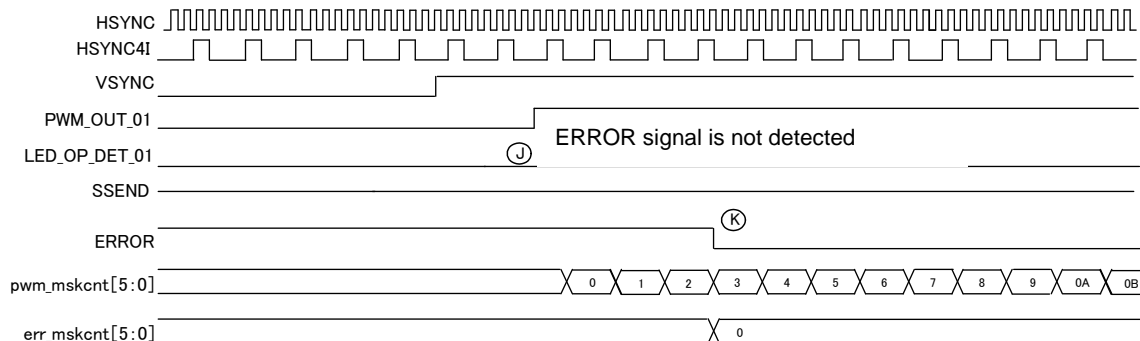 HSYNC
HSYNC4I
VSYNC
PWM_OUT_01
ERROR signal is not detected
LED_OP_DET_01
J
SSEND
K
ERROR
pwm_mskcnt[5:0]
0 1 2 3 4 5 6 7 8 9 0A 0B
err mskcnt[5:0]
0